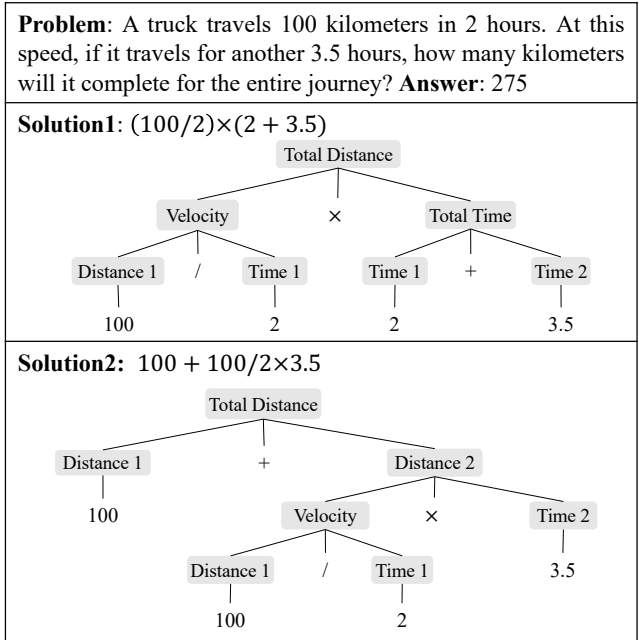 Problem: A truck travels 100 kilometers in 2 hours. At this
speed, if it travels for another 3.5 hours, how many kilometers
will it complete for the entire journey? Answer: 275
Solution1: (100/2)×(2 + 3.5)
Total Distance
Velocity × Total Time
Distance 1 / Time 1 Time 1 + Time 2
100 2 2 3.5
Solution2: 100 + 100/2×3.5
Total Distance
Distance 1 + Distance 2
100 Velocity × Time 2
Distance 1 / Time 1 3.5
100 2